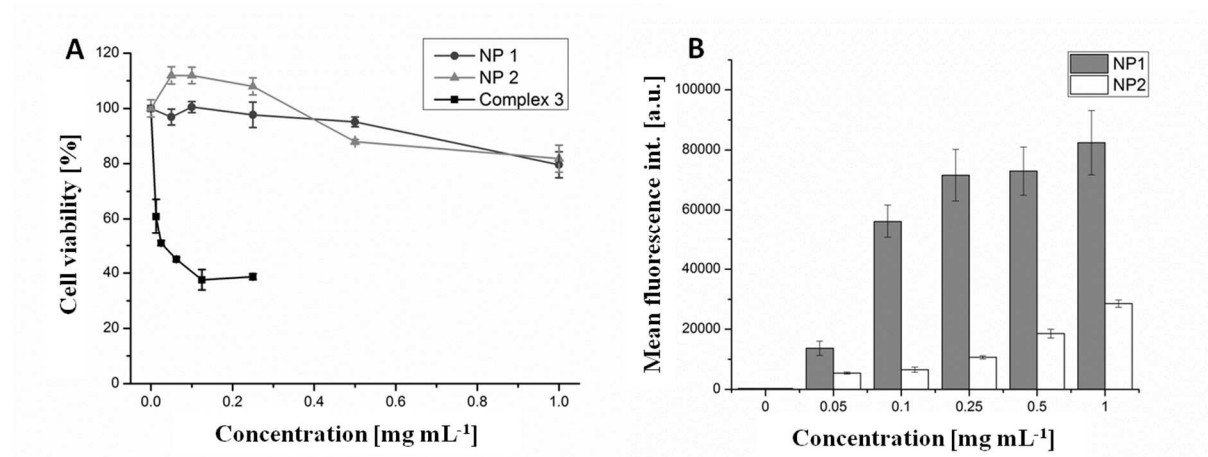 A
Cell viability [%]
120
100
80
60
40
20
0
0.0 0.2 0.4 0.6 0.8 1.0
Concentration [mg mL⁻¹]
NP 1
NP 2
Complex 3
B
Mean fluorescence int. [a.u.]
100000
80000
60000
40000
20000
0
0 0.05 0.1 0.25 0.5 1
Concentration [mg mL⁻¹]
NP1
NP2